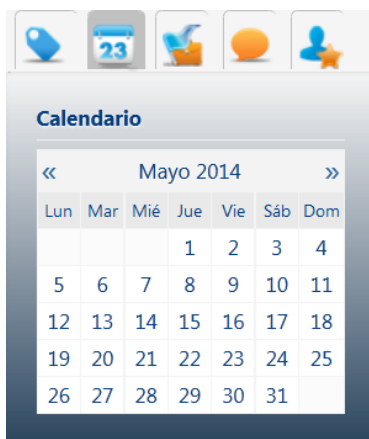 23
Calendario
« Mayo 2014 »
Lun Mar Mié Jue Vie Sáb Dom
1 2 3 4
5 6 7 8 9 10 11
12 13 14 15 16 17 18
19 20 21 22 23 24 25
26 27 28 29 30 31